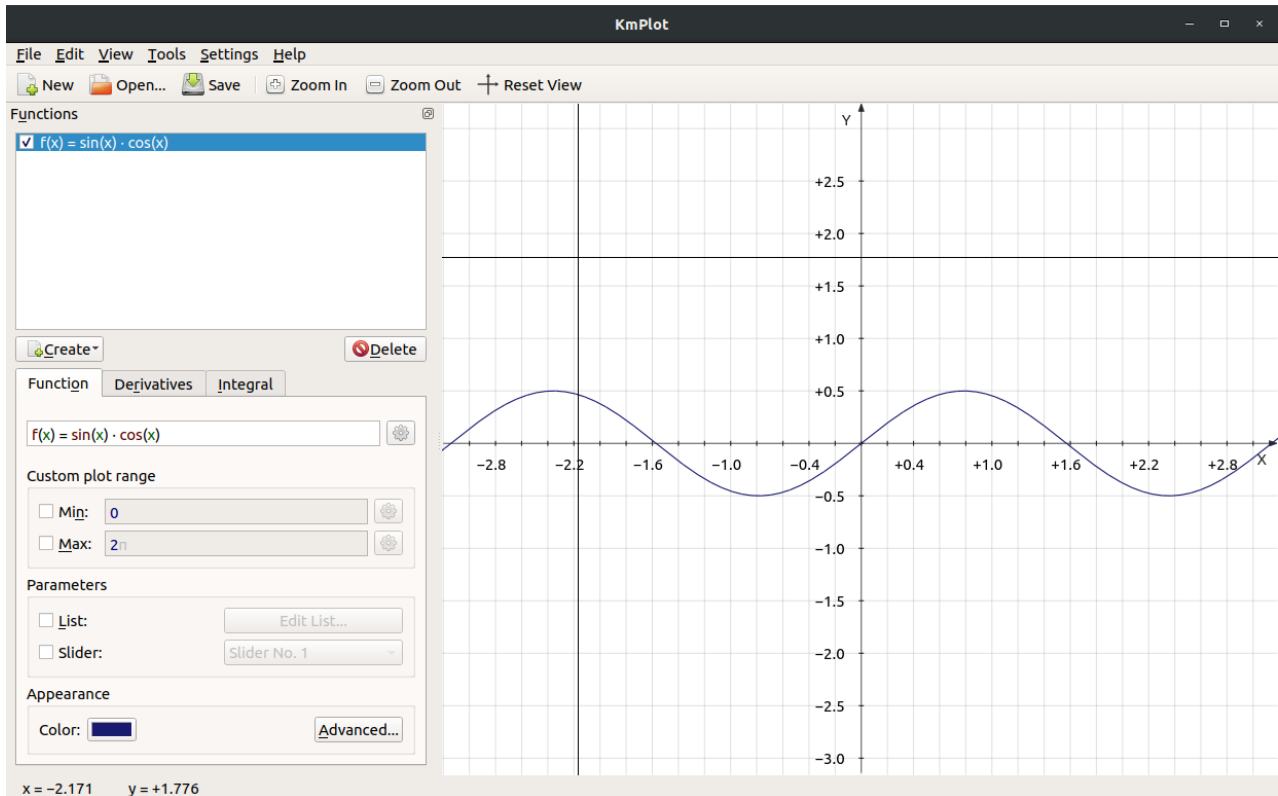 KmPlot
File Edit View Tools Settings Help
New Open... Save Zoom In Zoom Out Reset View
Functions
f(x) = sin(x) · cos(x)
Create
Delete
Function Derivatives Integral
f(x) = sin(x) · cos(x)
Custom plot range
Min: 0
Max: 2π
Parameters
List: Edit List...
Slider: Slider No. 1
Appearance
Color: Advanced...
x = −2.171 y = +1.776
Y
+2.5
+2.0
+1.5
+1.0
+0.5
−2.8 −2.2 −1.6 −1.0 −0.4 +0.4 +1.0 +1.6 +2.2 +2.8 X
−0.5
−1.0
−1.5
−2.0
−2.5
−3.0